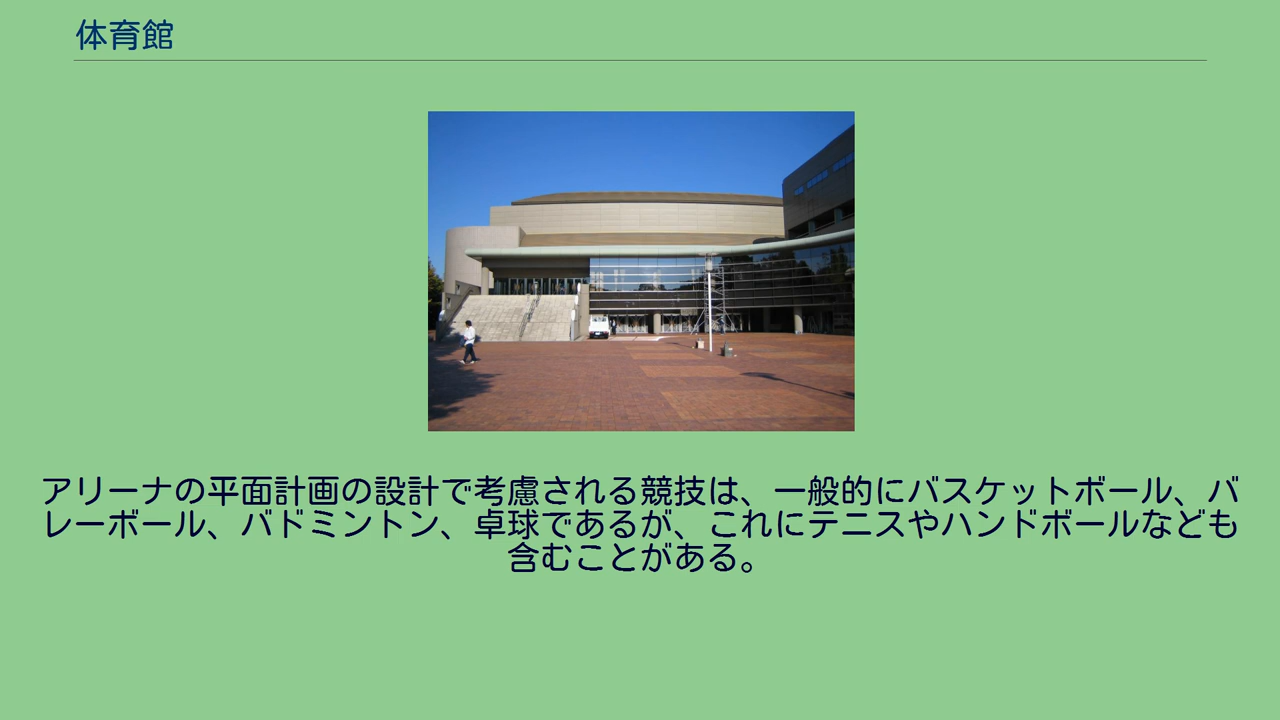 体育館
アリーナの平面計画の設計で考慮される競技は、一般的にバスケットボール、バ
レーボール、バドミントン、卓球であるが、これにテニスやハンドボールなども
含むことがある。